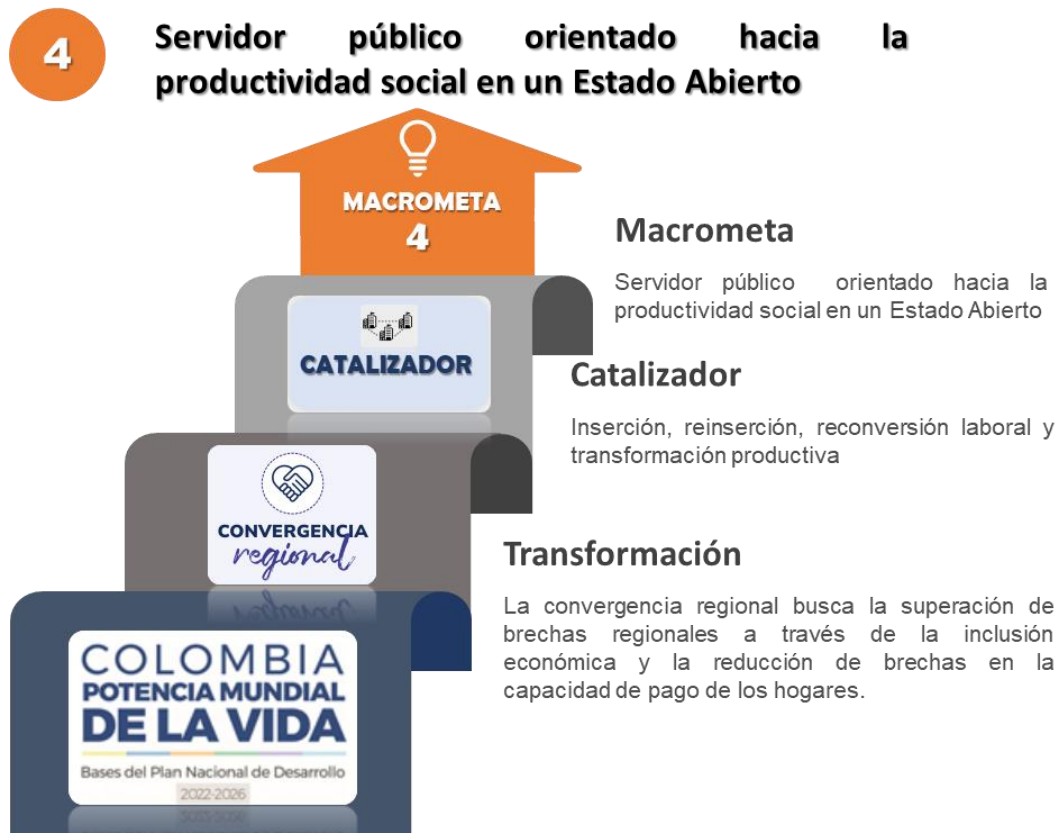 4
Servidor público orientado hacia la
productividad social en un Estado Abierto
MACROMETA
4
Macrometa
Servidor público orientado hacia la
productividad social en un Estado Abierto
CATALIZADOR
Catalizador
Inserción, reinserción, reconversión laboral y
transformación productiva
CONVERGENCIA
regional
Transformación
La convergencia regional busca la superación de
brechas regionales a través de la inclusión
económica y la reducción de brechas en la
capacidad de pago de los hogares.
COLOMBIA
POTENCIA MUNDIAL
DE LA VIDA
Bases del Plan Nacional de Desarrollo
2022-2026